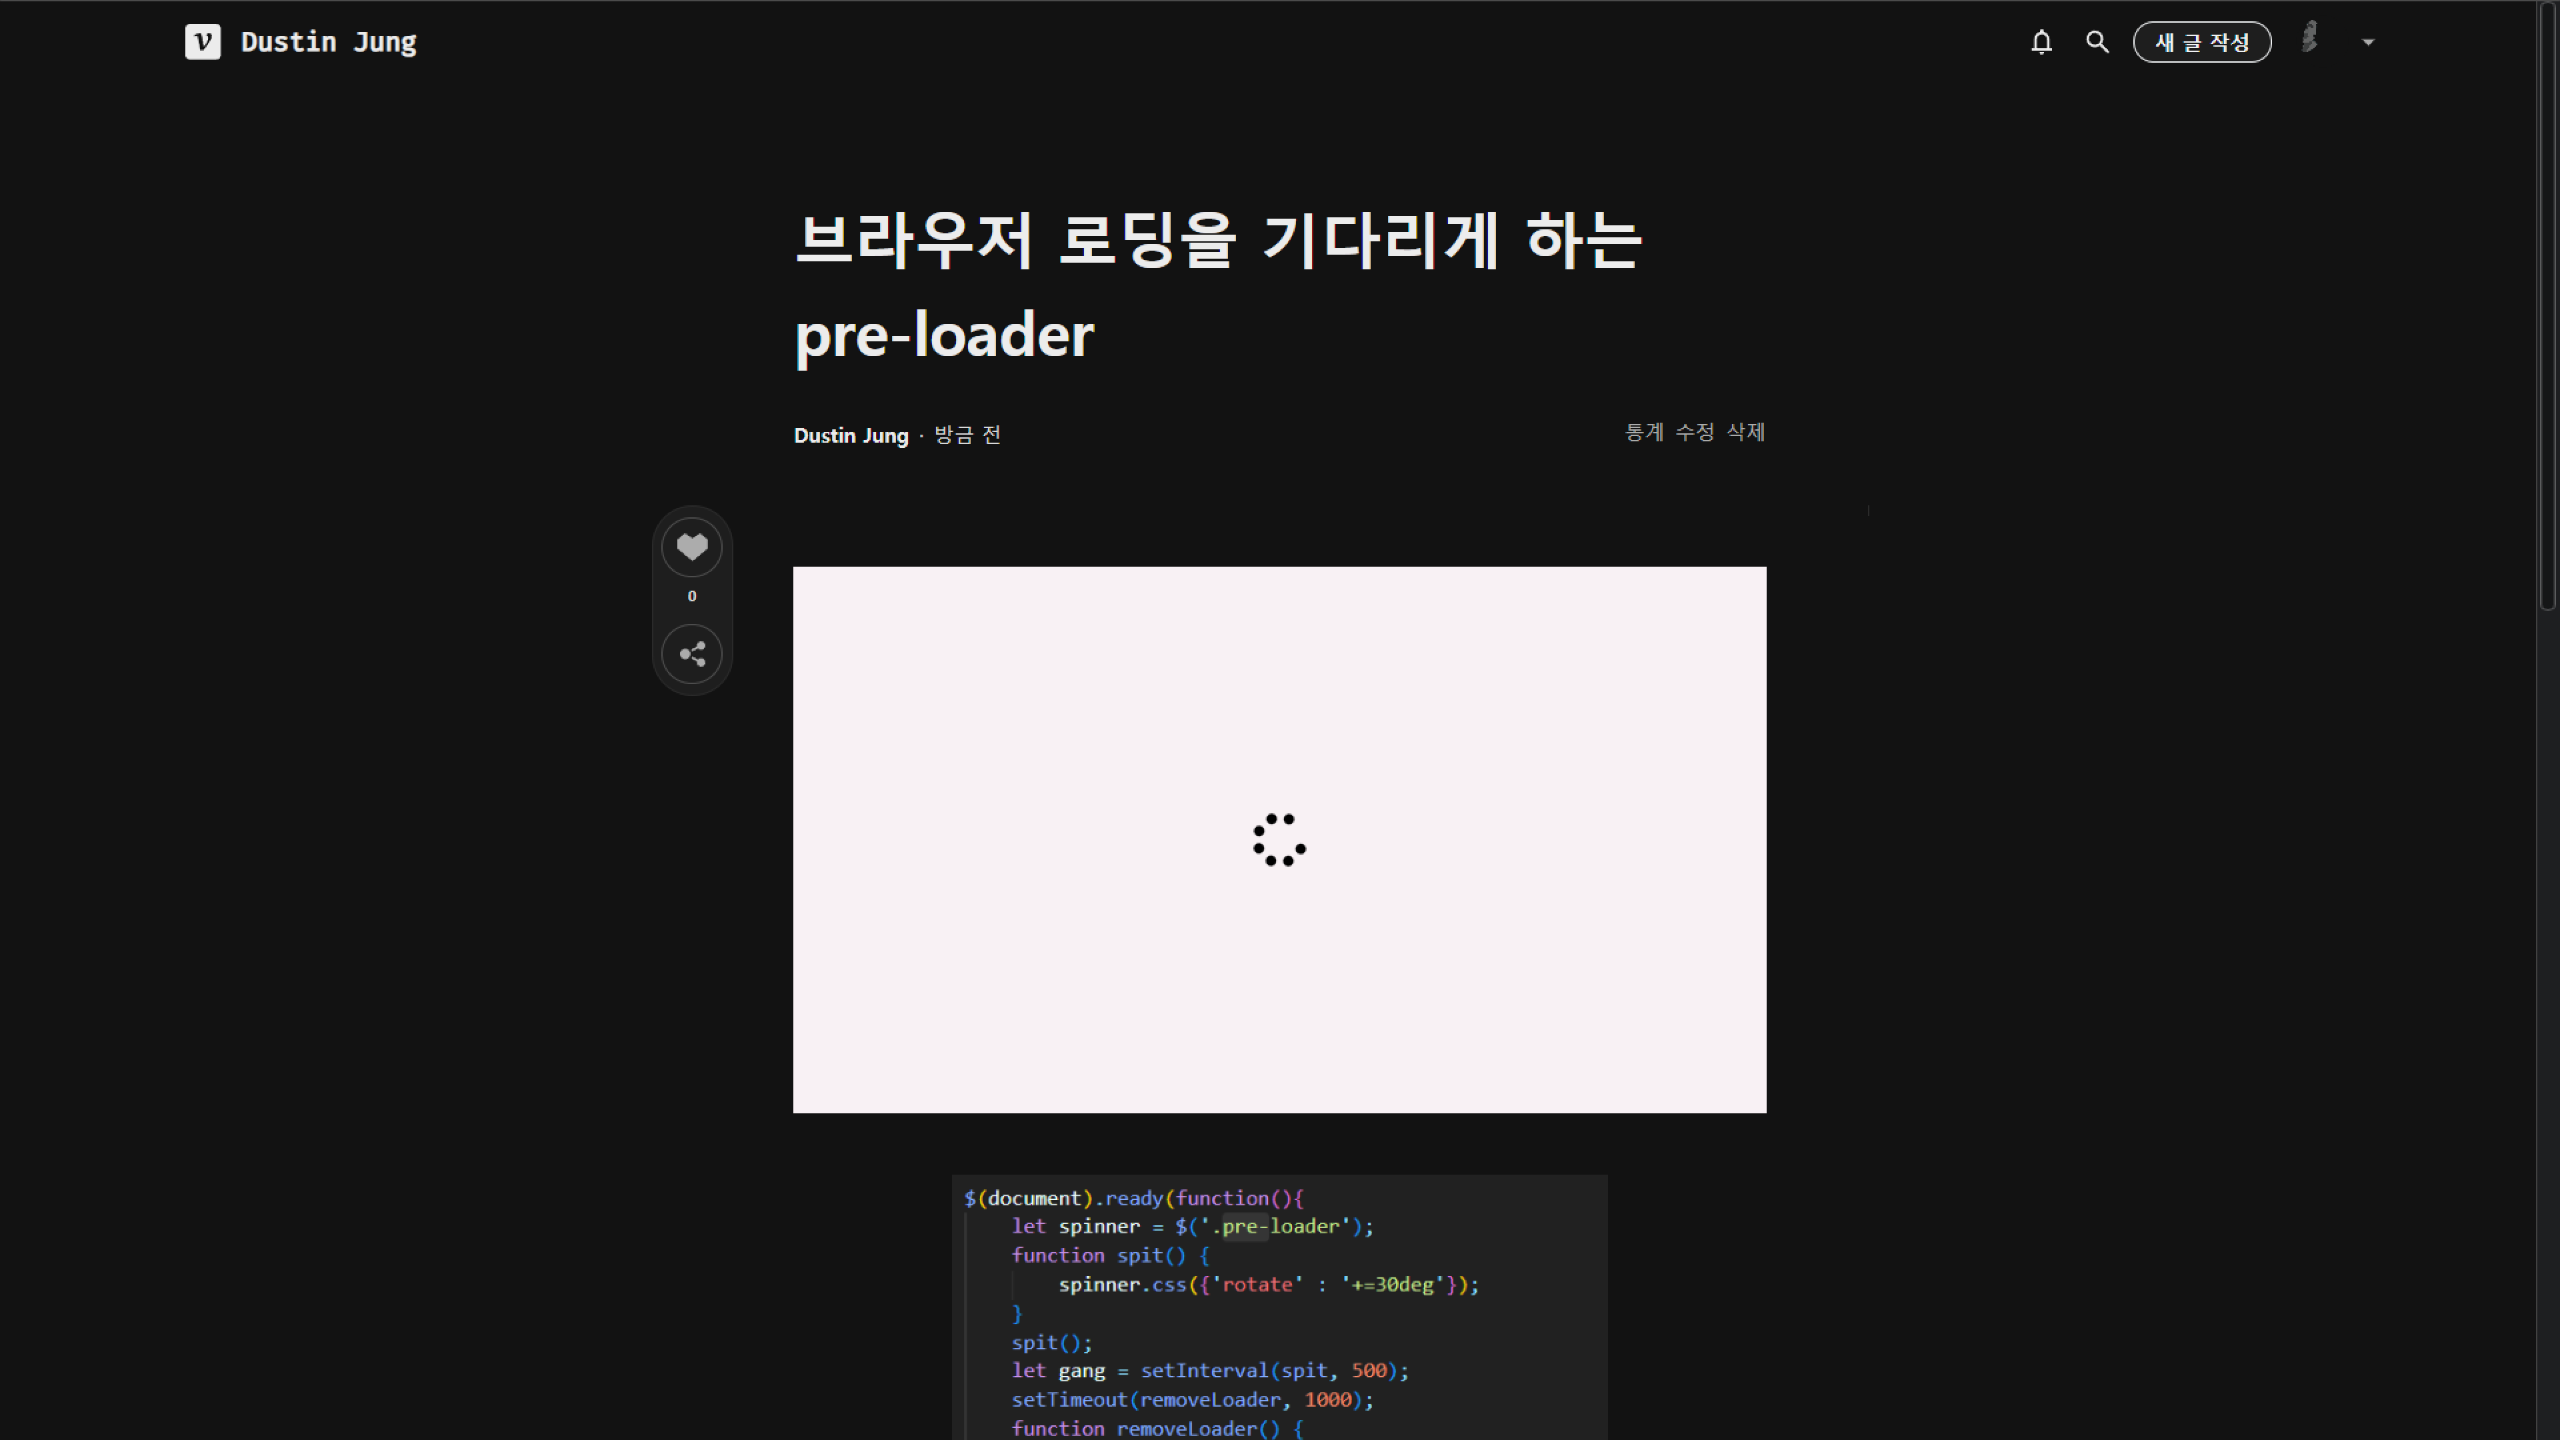 v Dustin Jung
새 글 작성
브라우저 로딩을 기다리게 하는
pre-loader
Dustin Jung · 방금 전
통계 수정 삭제
0
$(document).ready(function(){
    let spinner = $('.pre-loader');
    function spit() {
        spinner.css({'rotate' : '+=30deg'});
    }
    spit();
    let gang = setInterval(spit, 500);
    setTimeout(removeLoader, 1000);
    function removeLoader() {